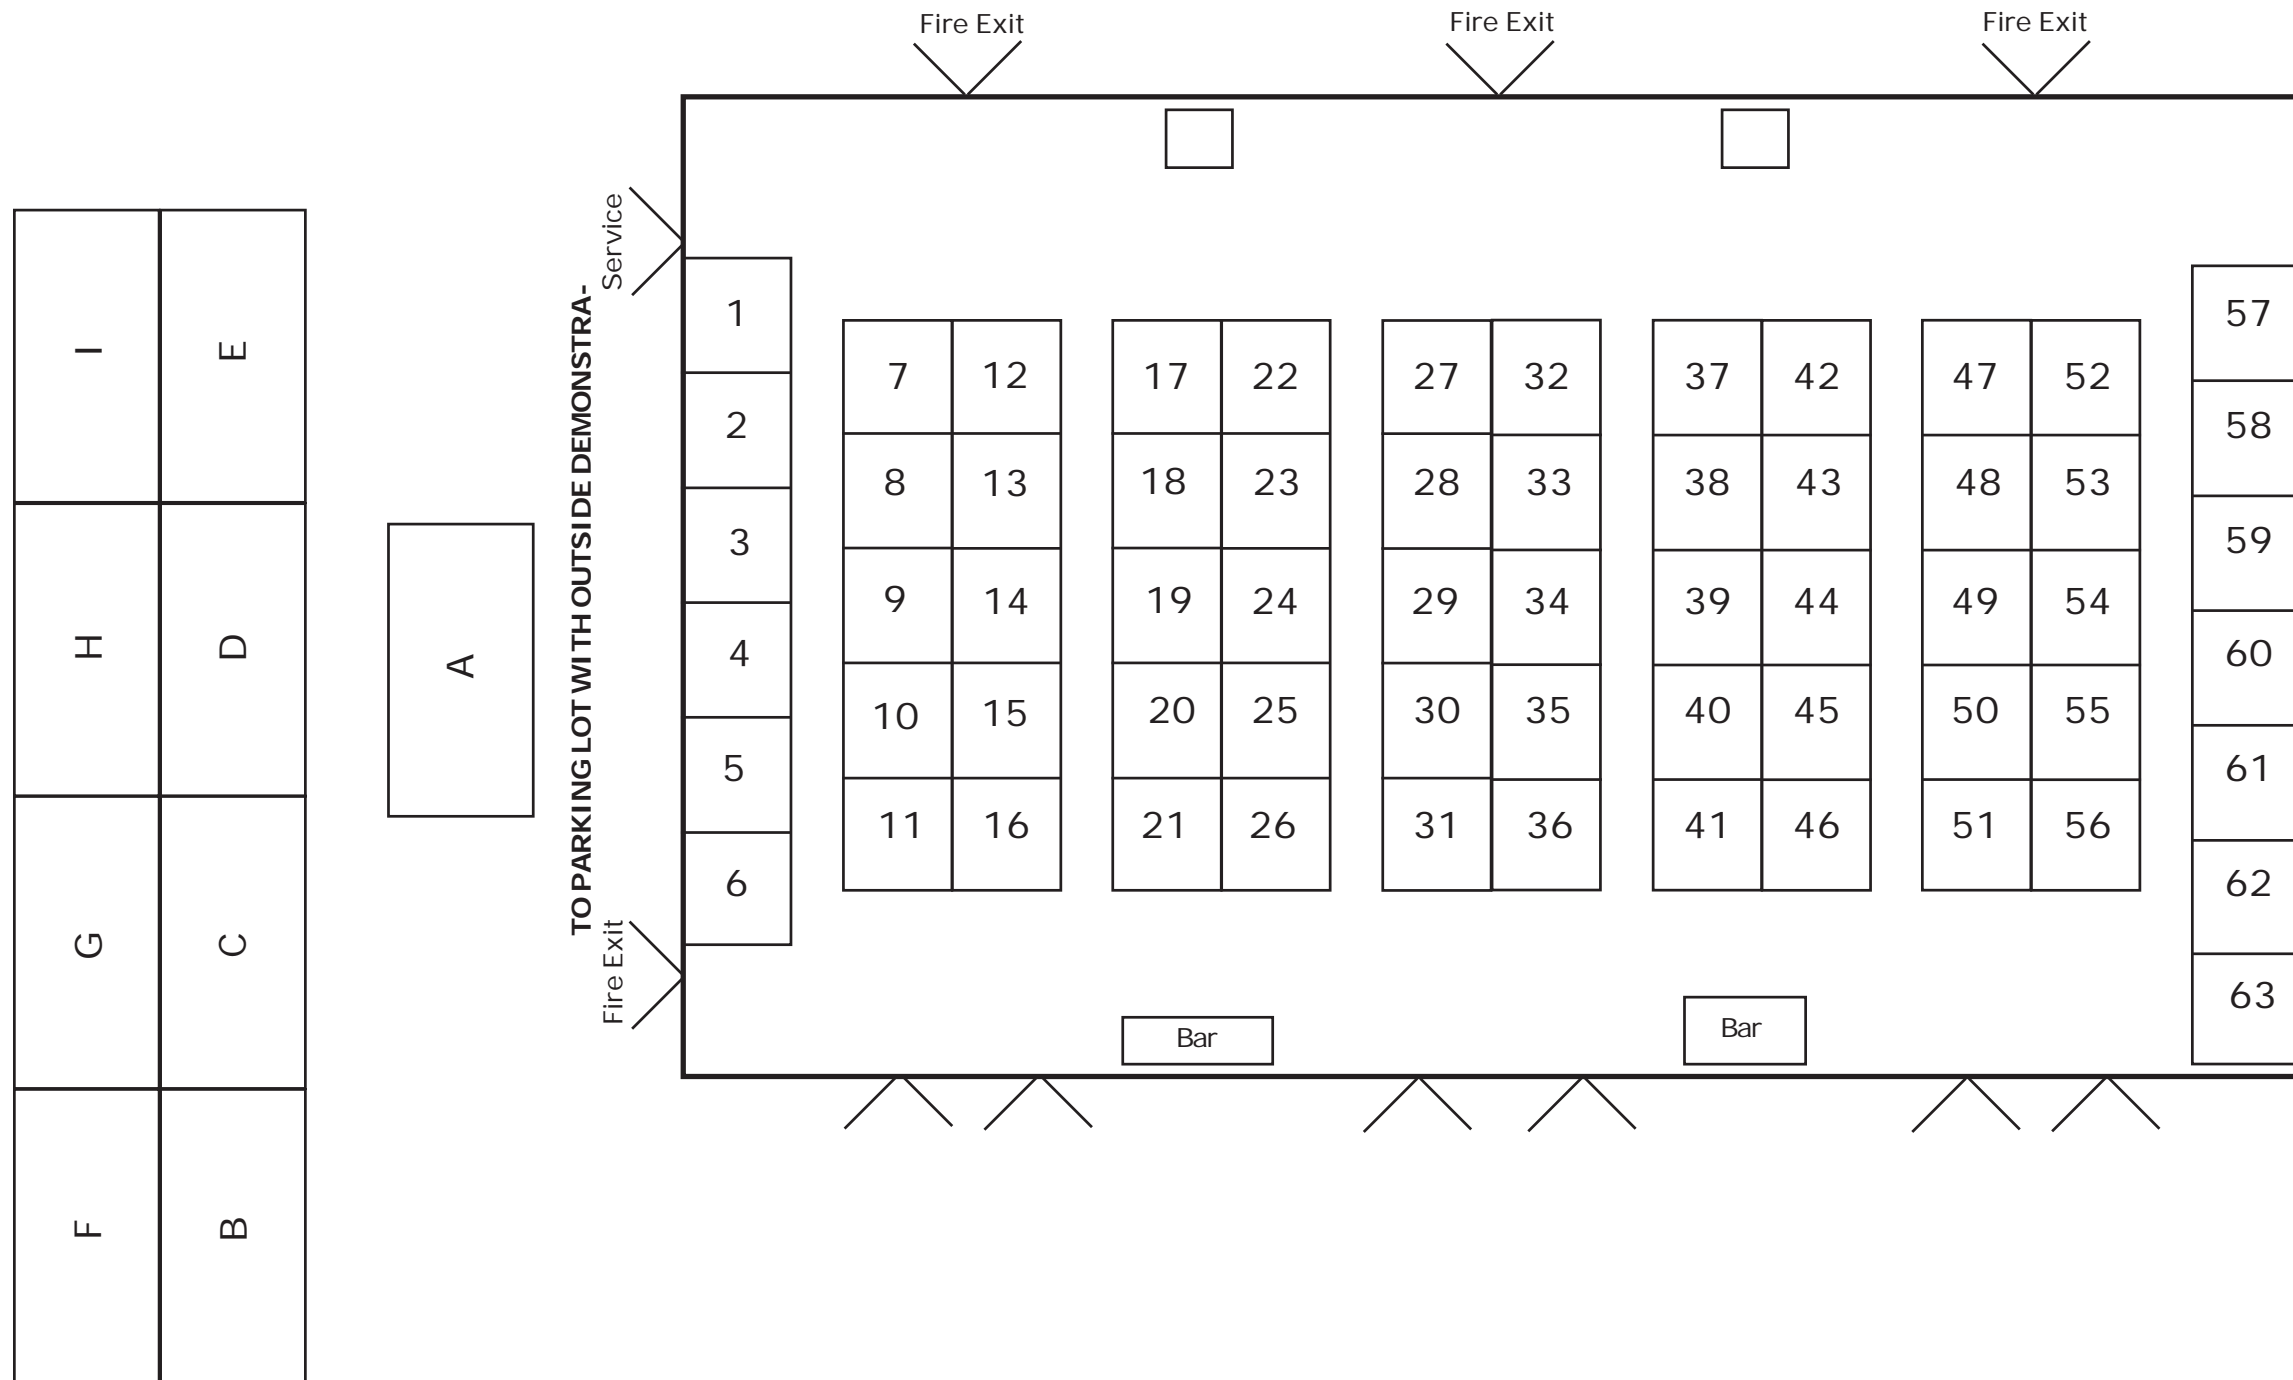 Fire Exit
Fire Exit
Fire Exit
Service
TO PARKING LOT WITH OUTSIDE DEMONSTRA-
Fire Exit
I
E
H
D
G
C
F
B
A
1
2
3
4
5
6
7 12
8 13
9 14
10 15
11 16
17 22
18 23
19 24
20 25
21 26
27 32
28 33
29 34
30 35
31 36
37 42
38 43
39 44
40 45
41 46
47 52
48 53
49 54
50 55
51 56
57
58
59
60
61
62
63
Bar
Bar